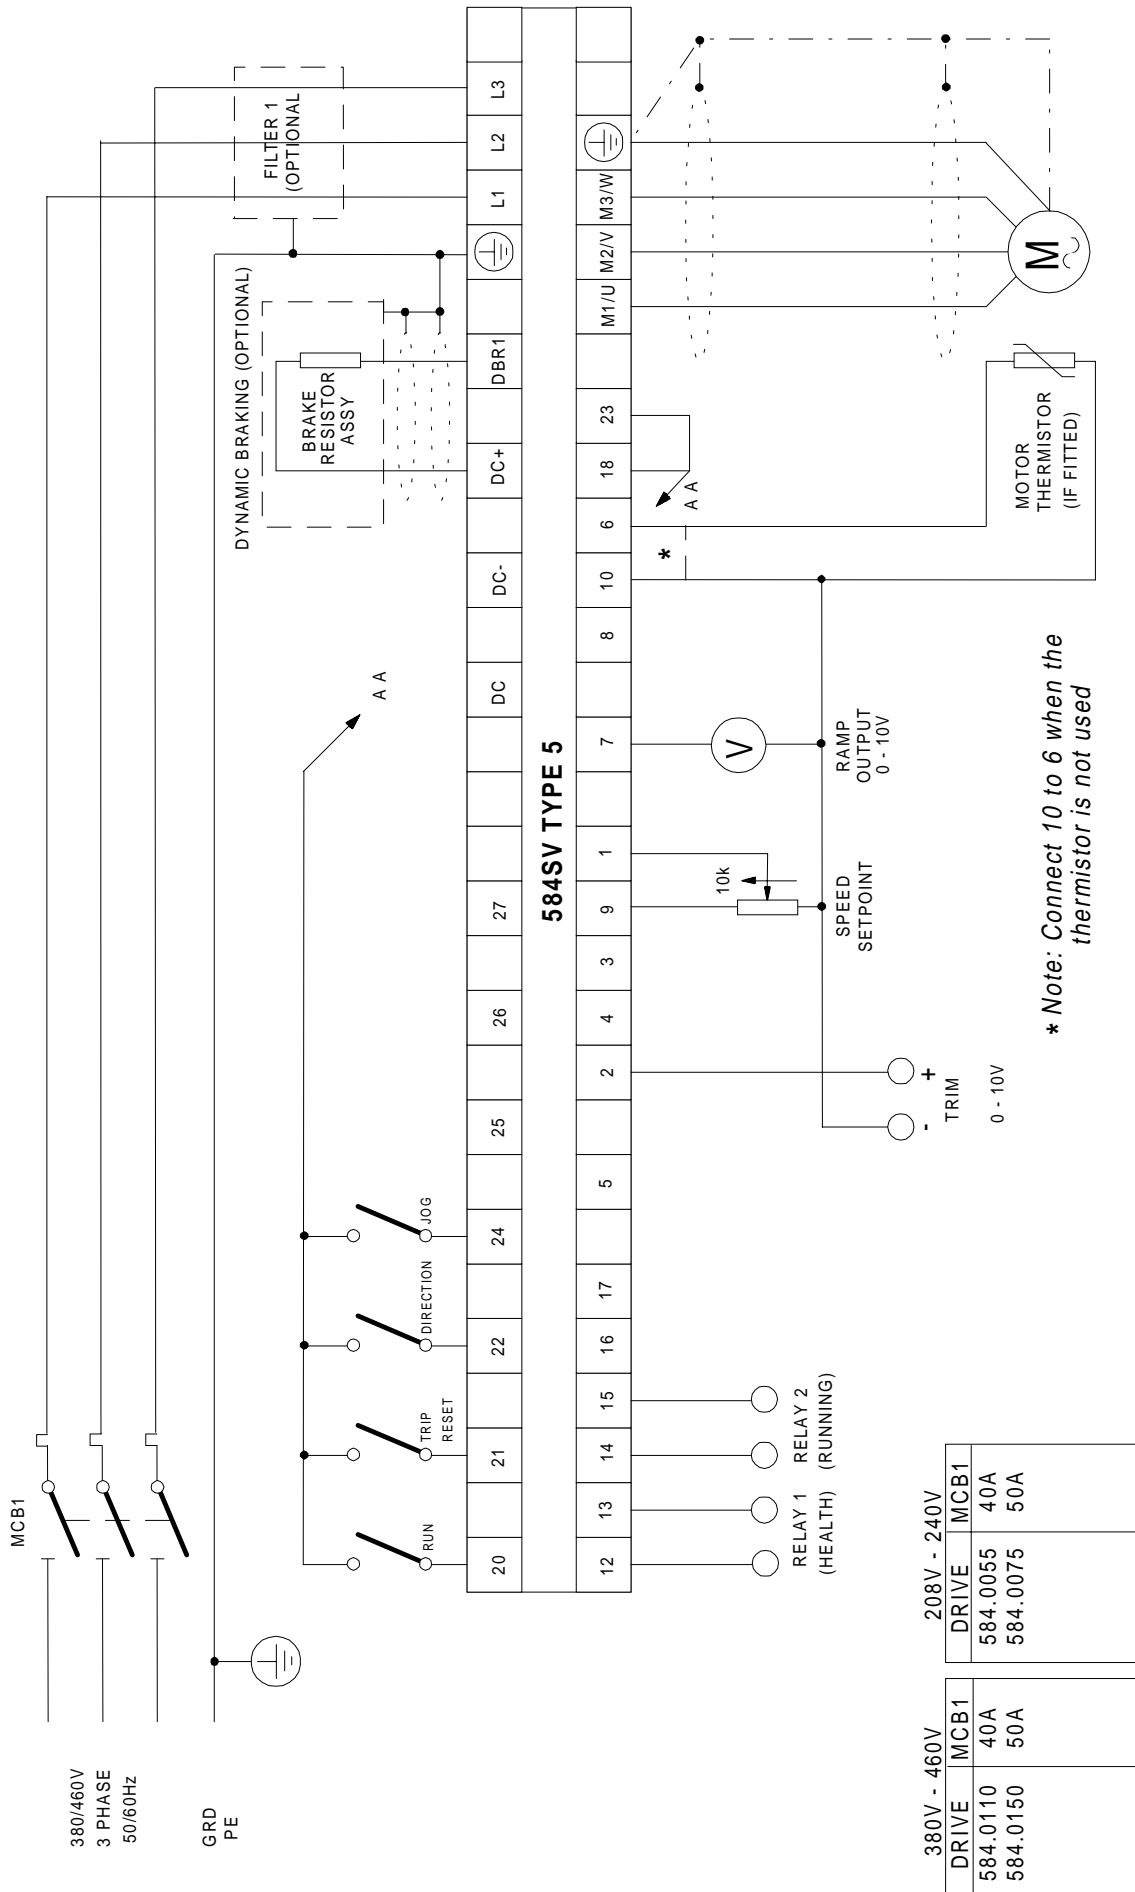 MCB1
380/460V
3 PHASE
50/60Hz
GRD
PE
FILTER 1
(OPTIONAL
DYNAMIC BRAKING (OPTIONAL)
BRAKE
RESISTOR
ASSY
A A
RUN
TRIP
RESET
DIRECTION
JOG
20
21
22
24
25
26
27
DC
DC-
DC+
DBR1
L1
L2
L3
584SV TYPE 5
12
13
14
15
16
17
5
2
4
3
9
1
7
8
10
6
18
23
M1/U
M2/V
M3/W
*
A A
M
MOTOR
THERMISTOR
(IF FITTED)
RELAY 1
(HEALTH)
RELAY 2
(RUNNING)
-
+
TRIM
0 - 10V
10k
SPEED
SETPOINT
V
RAMP
OUTPUT
0 - 10V
* Note: Connect 10 to 6 when the
thermistor is not used
380V - 460V
DRIVE MCB1
584.0110 40A
584.0150 50A
208V - 240V
DRIVE MCB1
584.0055 40A
584.0075 50A